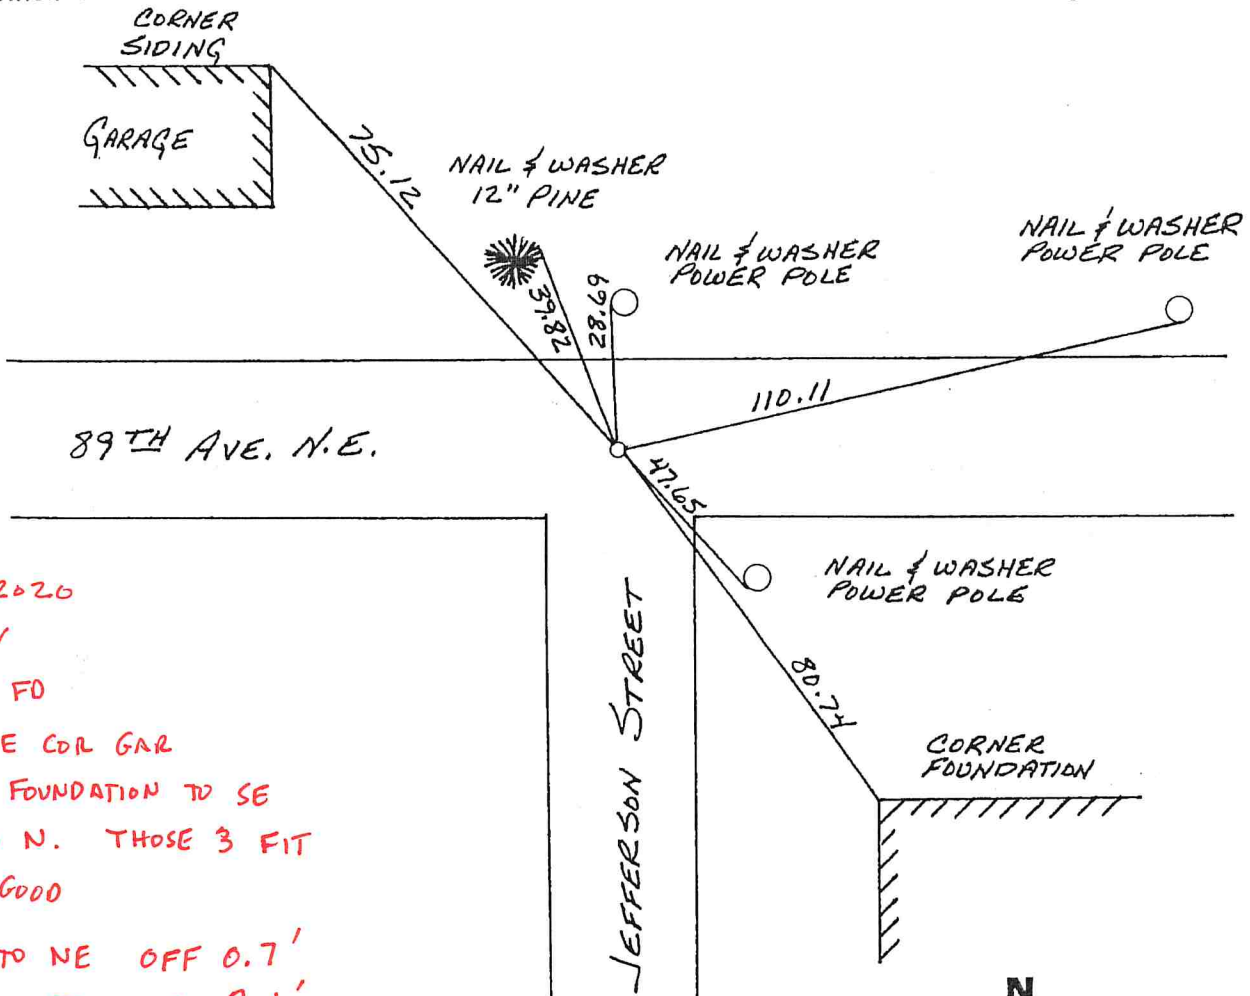 CORNER
SIDING
GARAGE
75.12
NAIL & WASHER
12" PINE
39.82
28.69
NAIL & WASHER
POWER POLE
NAIL & WASHER
POWER POLE
110.11
89TH AVE. N.E.
47.65
NAIL & WASHER
POWER POLE
80.74
CORNER
FOUNDATION
JEFFERSON STREET
2020
FD
E COR GAR
FOUNDATION TO SE
N. THOSE 3 FIT
GOOD
TO NE OFF 0.7'
N